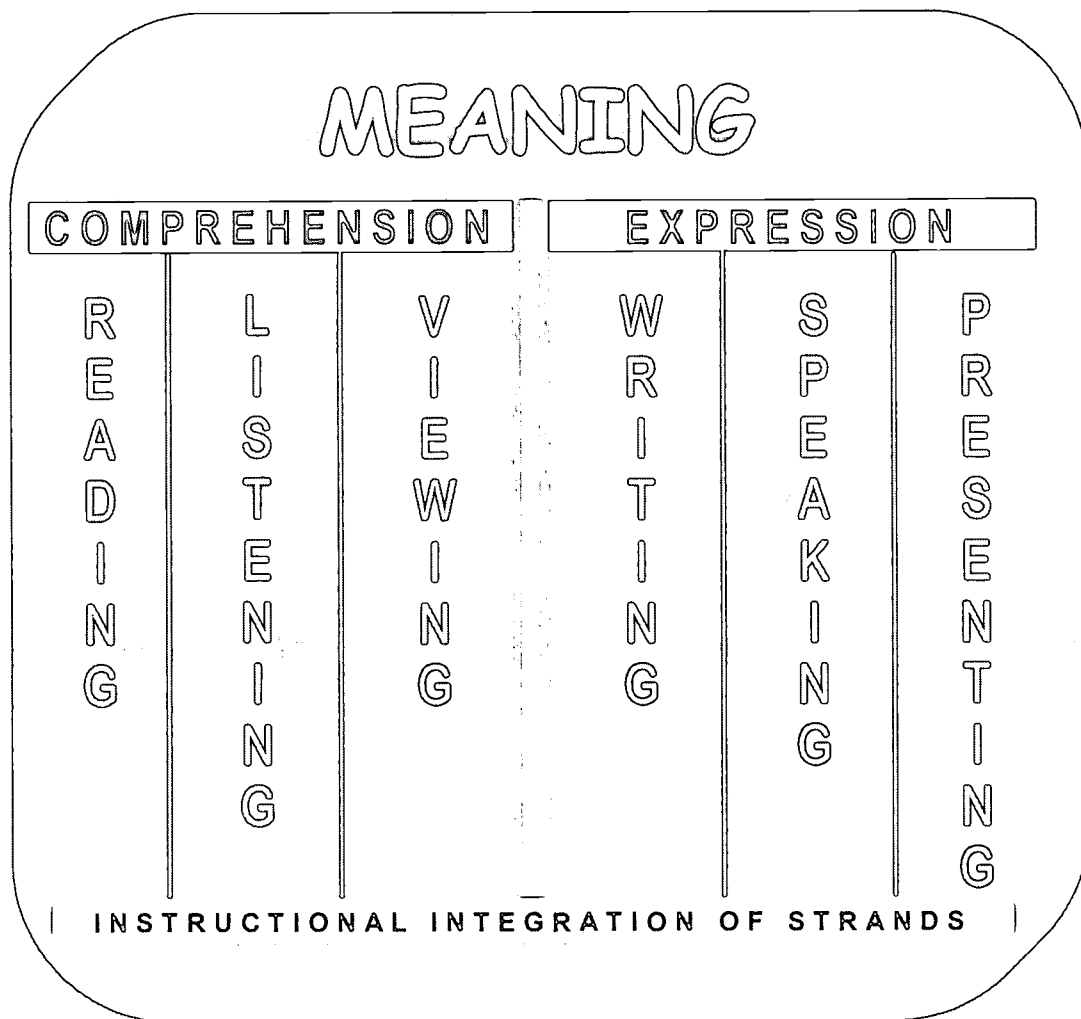 MEANING
COMPREHENSION
EXPRESSION
READING
LISTENING
VIEWING
WRITING
SPEAKING
PRESENTING
INSTRUCTIONAL INTEGRATION OF STRANDS